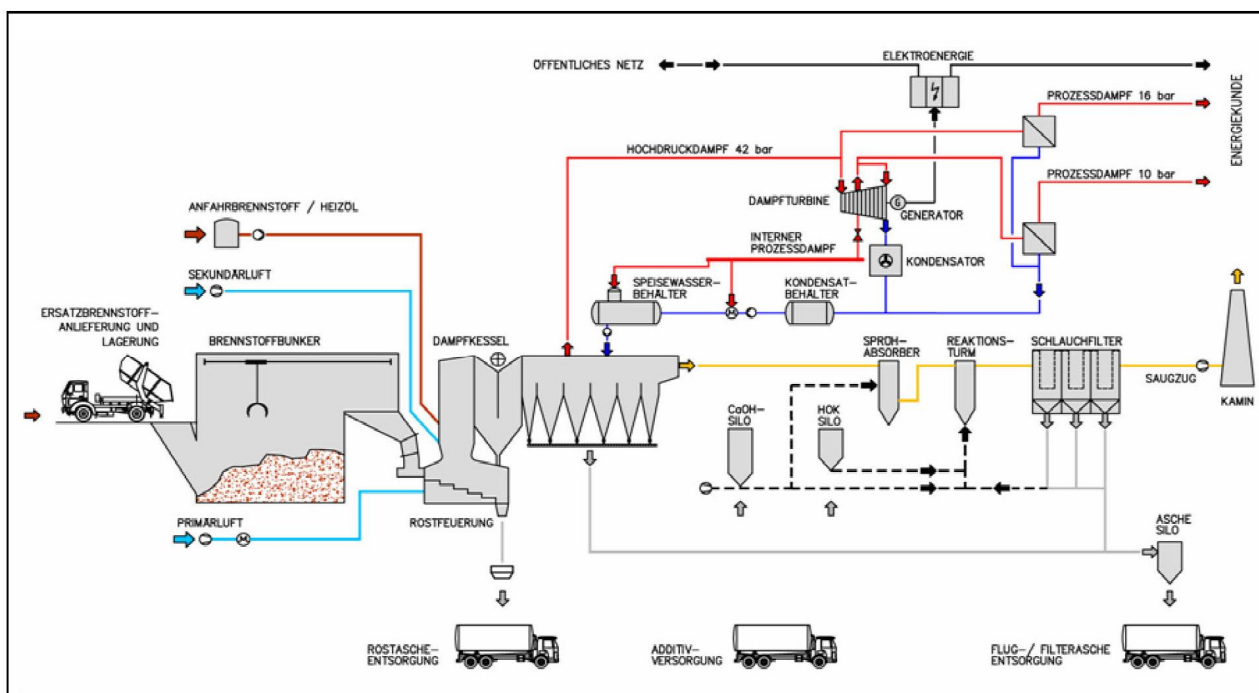 ÖFFENTLICHES NETZ
ELEKTROENERGIE
PROZESSDAMPF 16 bar
ENERGIEKUNDE
HOCHDRUCKDAMPF 42 bar
PROZESSDAMPF 10 bar
DAMPFTURBINE
G
GENERATOR
ANFAHRBRENNSTOFF / HEIZÖL
INTERNER
PROZESSDAMPF
KONDENSATOR
SEKUNDÄRLUFT
SPEISEWASSER-
BEHÄLTER
KONDENSAT-
BEHÄLTER
ERSATZBRENNSTOFF-
ANLIEFERUNG UND
LAGERUNG
BRENNSTOFFBUNKER
DAMPFKESSEL
SPRÜH-
ABSORBER
REAKTIONS-
TURM
SCHLAUCHFILTER
SAUGZUG
KAMIN
CaOH-
SILO
HOK
SILO
PRIMÄRLUFT
ROSTFEUERUNG
ASCHE
SILO
ROSTASCHE-
ENTSORGUNG
ADDITIV-
VERSORGUNG
FLUG-/ FILTERASCHE
ENTSORGUNG